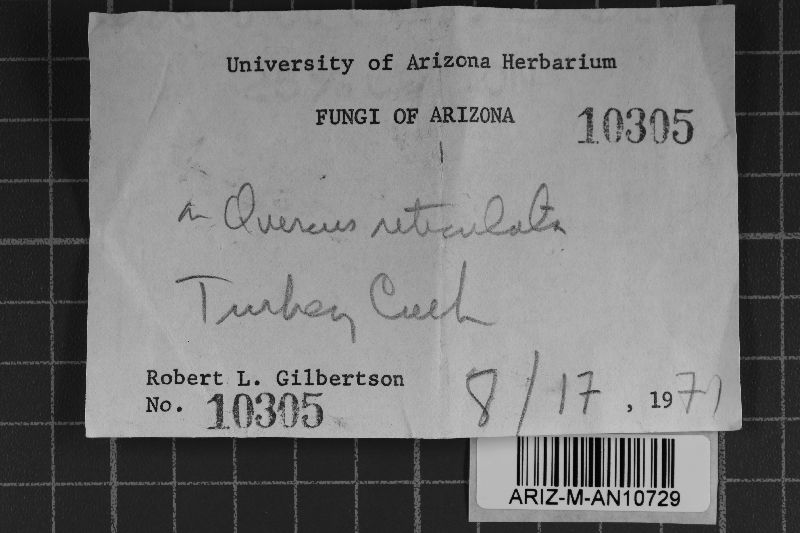 University of Arizona Herbarium
FUNGI OF ARIZONA
10305
on Quercus reticulata
Turkey Creek
Robert L. Gilbertson
No. 10305
8/17, 1971
ARIZ-M-AN10729